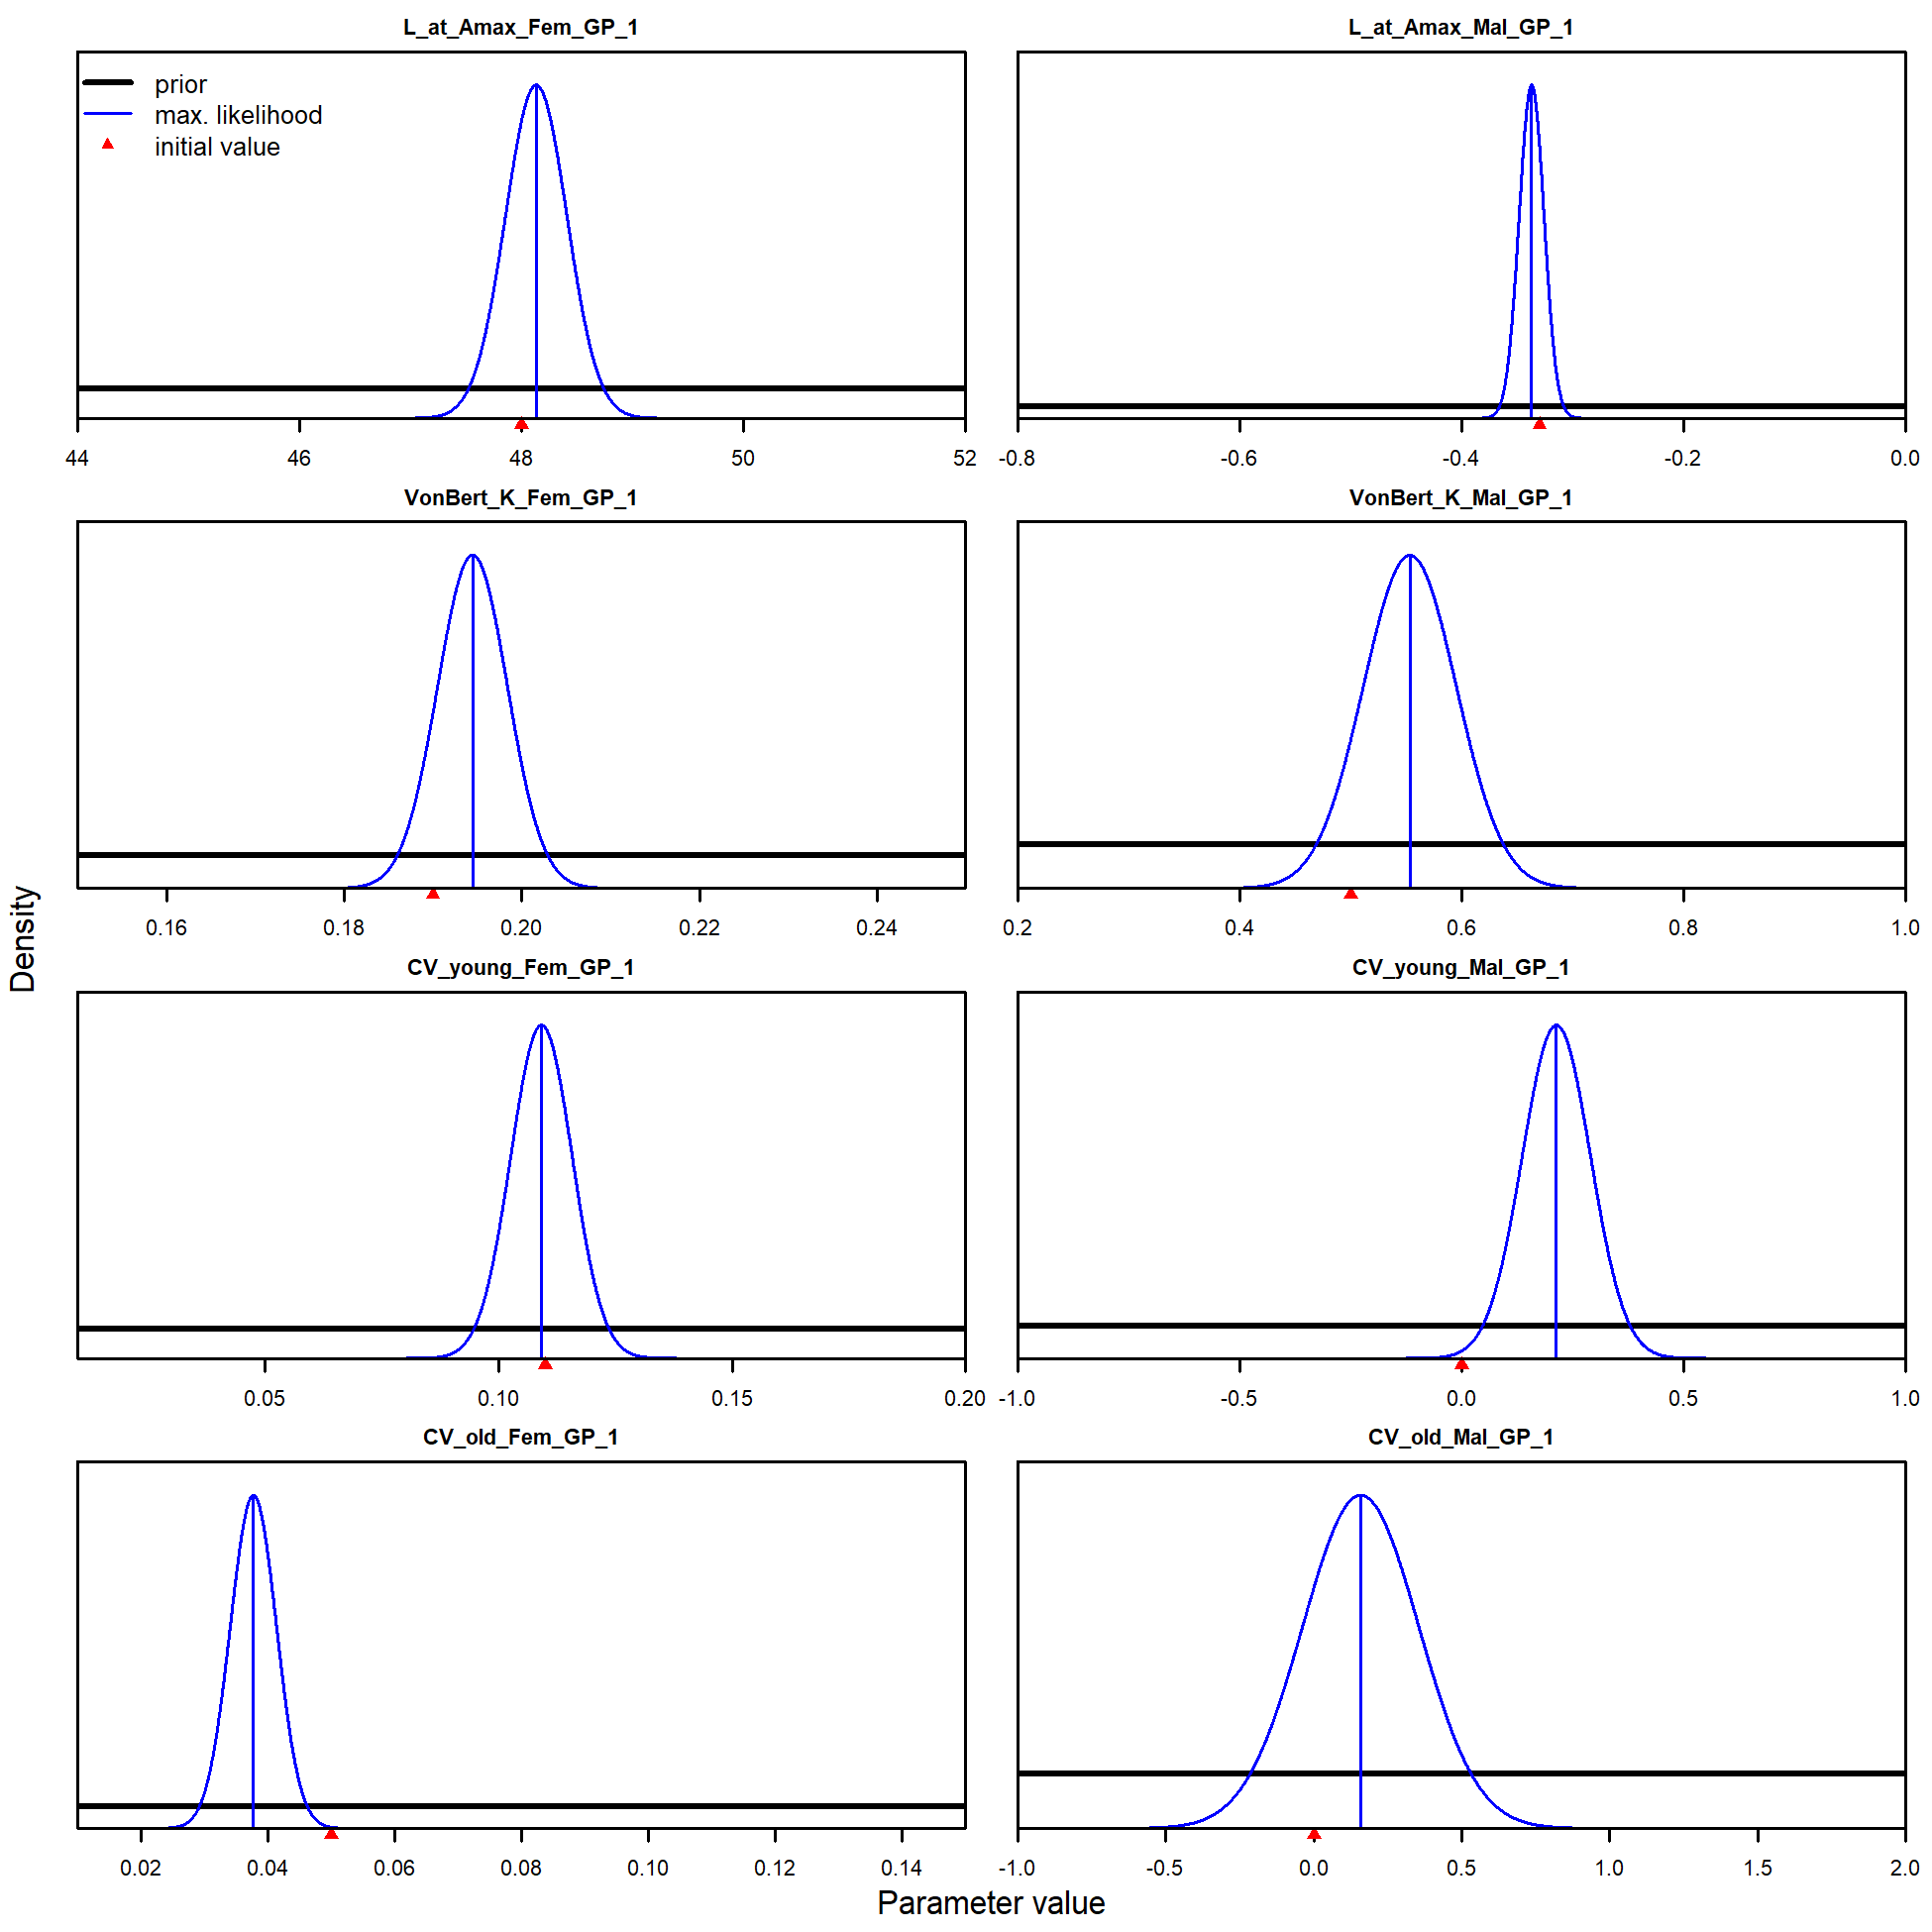 L_at_Amax_Fem_GP_1
L_at_Amax_Mal_GP_1
prior
max. likelihood
initial value
44 46 48 50 52
-0.8 -0.6 -0.4 -0.2 0.0
VonBert_K_Fem_GP_1
VonBert_K_Mal_GP_1
0.16 0.18 0.20 0.22 0.24
0.2 0.4 0.6 0.8 1.0
Density
CV_young_Fem_GP_1
CV_young_Mal_GP_1
0.05 0.10 0.15 0.20
-1.0 -0.5 0.0 0.5 1.0
CV_old_Fem_GP_1
CV_old_Mal_GP_1
0.02 0.04 0.06 0.08 0.10 0.12 0.14
-1.0 -0.5 0.0 0.5 1.0 1.5 2.0
Parameter value